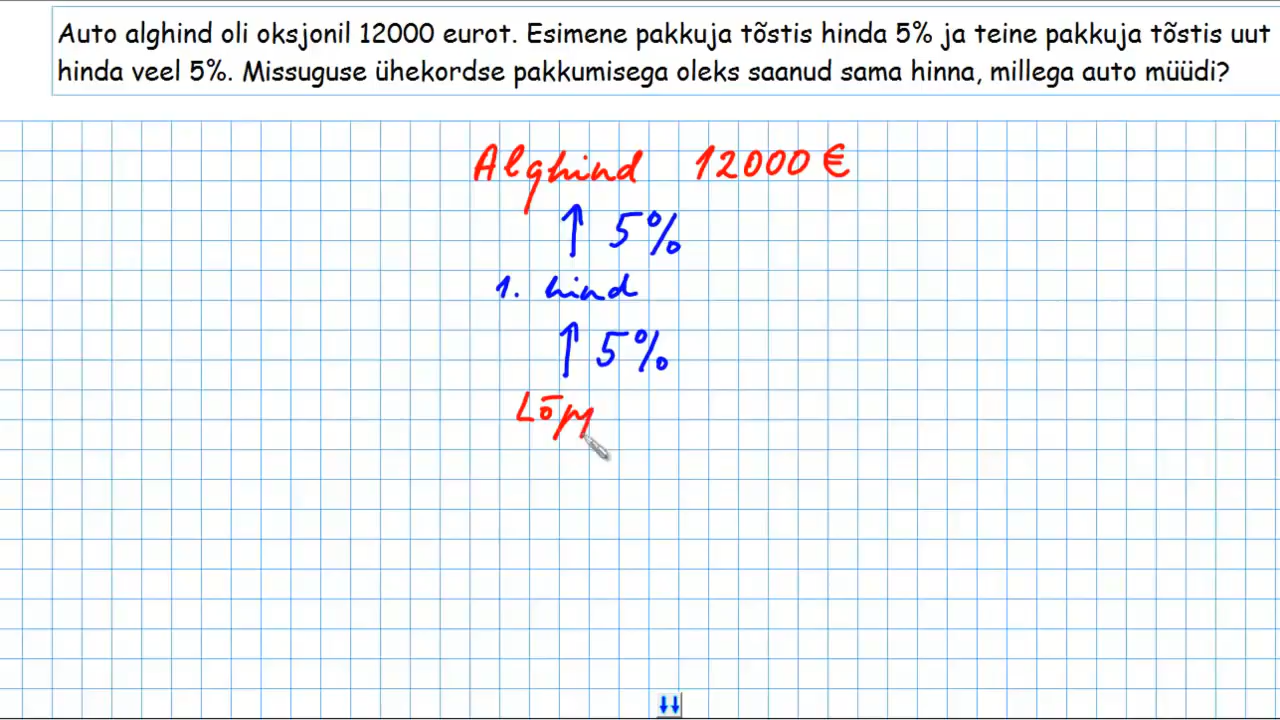 Auto alghind oli oksjonil 12000 eurot. Esimene pakkuja tõstis hinda 5% ja teine pakkuja tõstis uut
hinda veel 5%. Missuguse ühekordse pakkumisega oleks saanud sama hinna, millega auto müüdi?
Alghind 12000 €
↑ 5%
1. hind
↑ 5%
Lõp